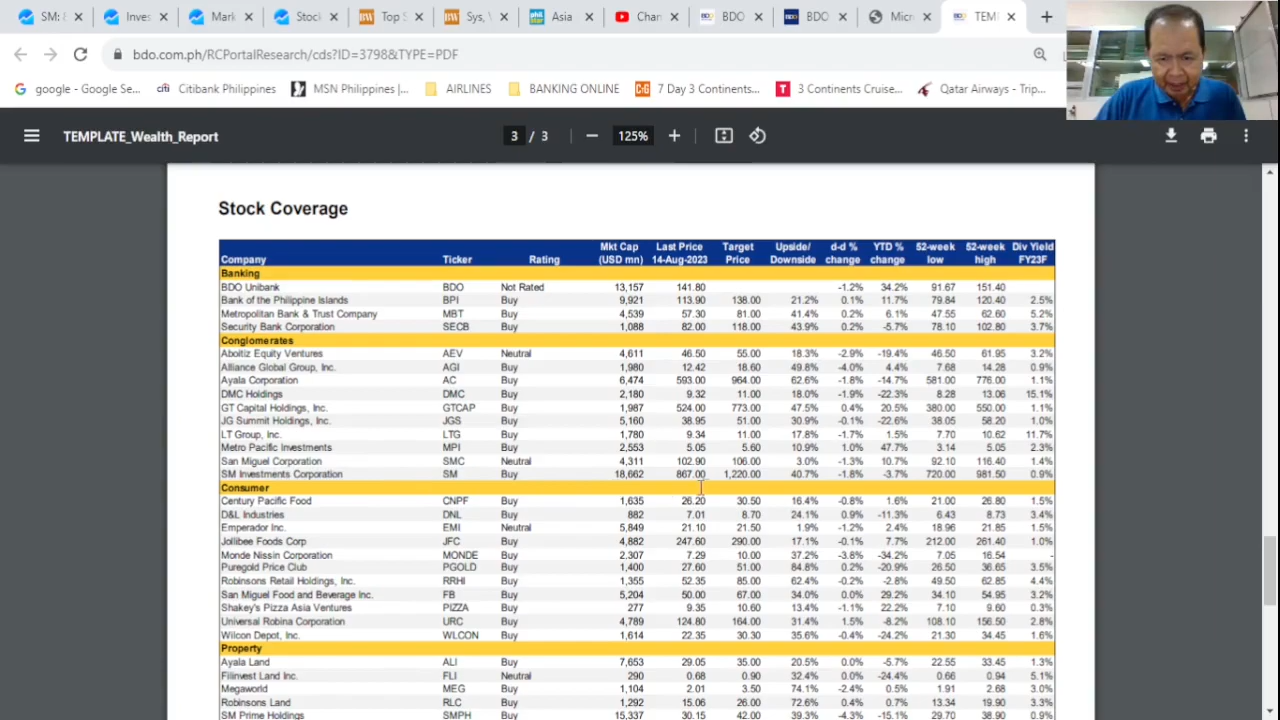 SM: Inves Mark Stock Top S Sys, V Asia Chan BDO BDO Micr TEM
bdo.com.ph/RCPortalResearch/cds?ID=3798&TYPE=PDF
google - Google Se... Citibank Philippines MSN Philippines |... AIRLINES BANKING ONLINE 7 Day 3 Continents... 3 Continents Cruise... Qatar Airways - Trip...
TEMPLATE_Wealth_Report 3 / 3 125%
Stock Coverage
Mkt Cap Last Price Target Upside/ d-d % YTD % 52-week 52-week Div Yield
Company Ticker Rating (USD mn) 14-Aug-2023 Price Downside change change low high FY23F
Banking
BDO Unibank BDO Not Rated 13,157 141.80 -1.2% 34.2% 91.67 151.40
Bank of the Philippine Islands BPI Buy 9,921 113.90 138.00 21.2% 0.1% 11.7% 79.84 120.40 2.5%
Metropolitan Bank & Trust Company MBT Buy 4,539 57.30 81.00 41.4% 0.2% 6.1% 47.55 62.60 5.2%
Security Bank Corporation SECB Buy 1,088 82.00 118.00 43.9% 0.2% -5.7% 78.10 102.80 3.7%
Conglomerates
Aboitiz Equity Ventures AEV Neutral 4,611 46.50 55.00 18.3% -2.9% -19.4% 46.50 61.95 3.2%
Alliance Global Group, Inc. AGI Buy 1,980 12.42 18.60 49.8% -4.0% 4.4% 7.68 14.28 0.9%
Ayala Corporation AC Buy 6,474 593.00 964.00 62.6% -1.8% -14.7% 581.00 776.00 1.1%
DMC Holdings DMC Buy 2,180 9.32 11.00 18.0% -1.9% -22.3% 8.28 13.06 15.1%
GT Capital Holdings, Inc. GTCAP Buy 1,987 524.00 773.00 47.5% 0.4% 20.5% 380.00 550.00 1.1%
JG Summit Holdings, Inc. JGS Buy 5,160 38.95 51.00 30.9% -0.1% -22.6% 38.05 58.20 1.0%
LT Group, Inc. LTG Buy 1,780 9.34 11.00 17.8% -1.7% 1.5% 7.70 10.62 11.7%
Metro Pacific Investments MPI Buy 2,553 5.05 5.60 10.9% 1.0% 47.7% 3.14 5.05 2.3%
San Miguel Corporation SMC Neutral 4,311 102.90 106.00 3.0% -1.3% 10.7% 92.10 116.40 1.4%
SM Investments Corporation SM Buy 18,662 867.00 1,220.00 40.7% -1.8% -3.7% 720.00 981.50 0.9%
Consumer
Century Pacific Food CNPF Buy 1,635 26.20 30.50 16.4% -0.8% 1.6% 21.00 26.80 1.5%
D&L Industries DNL Buy 882 7.01 8.70 24.1% 0.9% -11.3% 6.43 8.73 3.4%
Emperador Inc. EMI Neutral 5,849 21.10 21.50 1.9% -1.2% 2.4% 18.96 21.85 1.5%
Jollibee Foods Corp JFC Buy 4,882 247.60 290.00 17.1% -0.1% 7.7% 212.00 261.40 1.0%
Monde Nissin Corporation MONDE Buy 2,307 7.29 10.00 37.2% -3.8% -34.2% 7.05 16.54 -
Puregold Price Club PGOLD Buy 1,400 27.60 51.00 84.8% 0.2% -20.9% 26.50 36.65 3.5%
Robinsons Retail Holdings, Inc. RRHI Buy 1,355 52.35 85.00 62.4% -0.2% -2.8% 49.50 62.85 4.4%
San Miguel Food and Beverage Inc. FB Buy 5,204 50.00 67.00 34.0% 0.0% 29.2% 34.10 54.95 3.2%
Shakey's Pizza Asia Ventures PIZZA Buy 277 9.35 10.60 13.4% -1.1% 22.2% 7.10 9.60 0.3%
Universal Robina Corporation URC Buy 4,789 124.80 164.00 31.4% 1.5% -8.2% 108.10 156.50 2.8%
Wilcon Depot, Inc. WLCON Buy 1,614 22.35 30.30 35.6% -0.4% -24.2% 21.30 34.45 1.6%
Property
Ayala Land ALI Buy 7,653 29.05 35.00 20.5% 0.0% -5.7% 22.55 33.45 1.3%
Filinvest Land Inc. FLI Neutral 290 0.68 0.90 32.4% 0.0% -24.4% 0.66 0.94 5.1%
Megaworld MEG Buy 1,104 2.01 3.50 74.1% -2.4% 0.5% 1.91 2.68 3.0%
Robinsons Land RLC Buy 1,292 15.06 26.00 72.6% 0.4% 0.7% 13.34 19.90 3.3%
SM Prime Holdings SMPH Buy 15,337 30.15 42.00 39.3% -4.3% -15.1% 29.70 38.90 0.9%